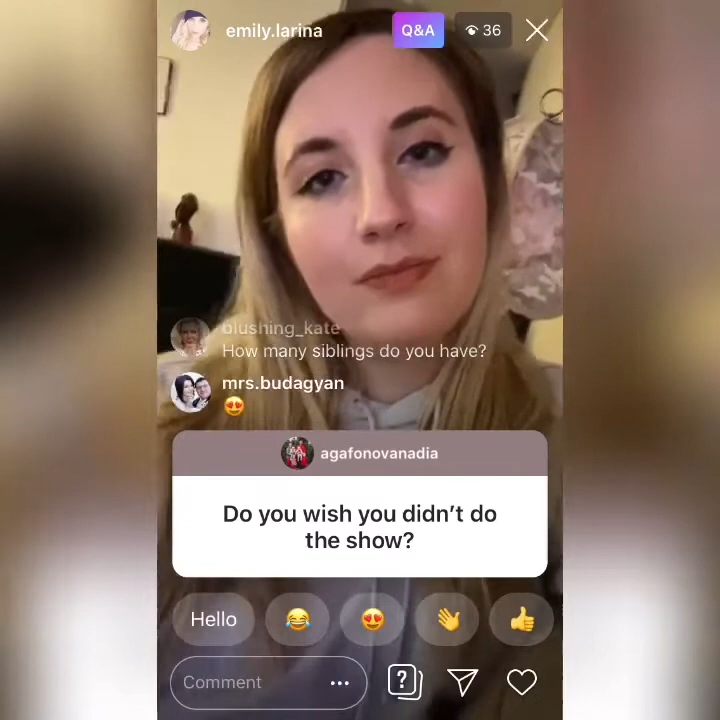 emily.larina
Q&A
36
blushing_kate
How many siblings do you have?
mrs.budagyan
agafonovanadia
Do you wish you didn’t do
the show?
Hello
Comment
?